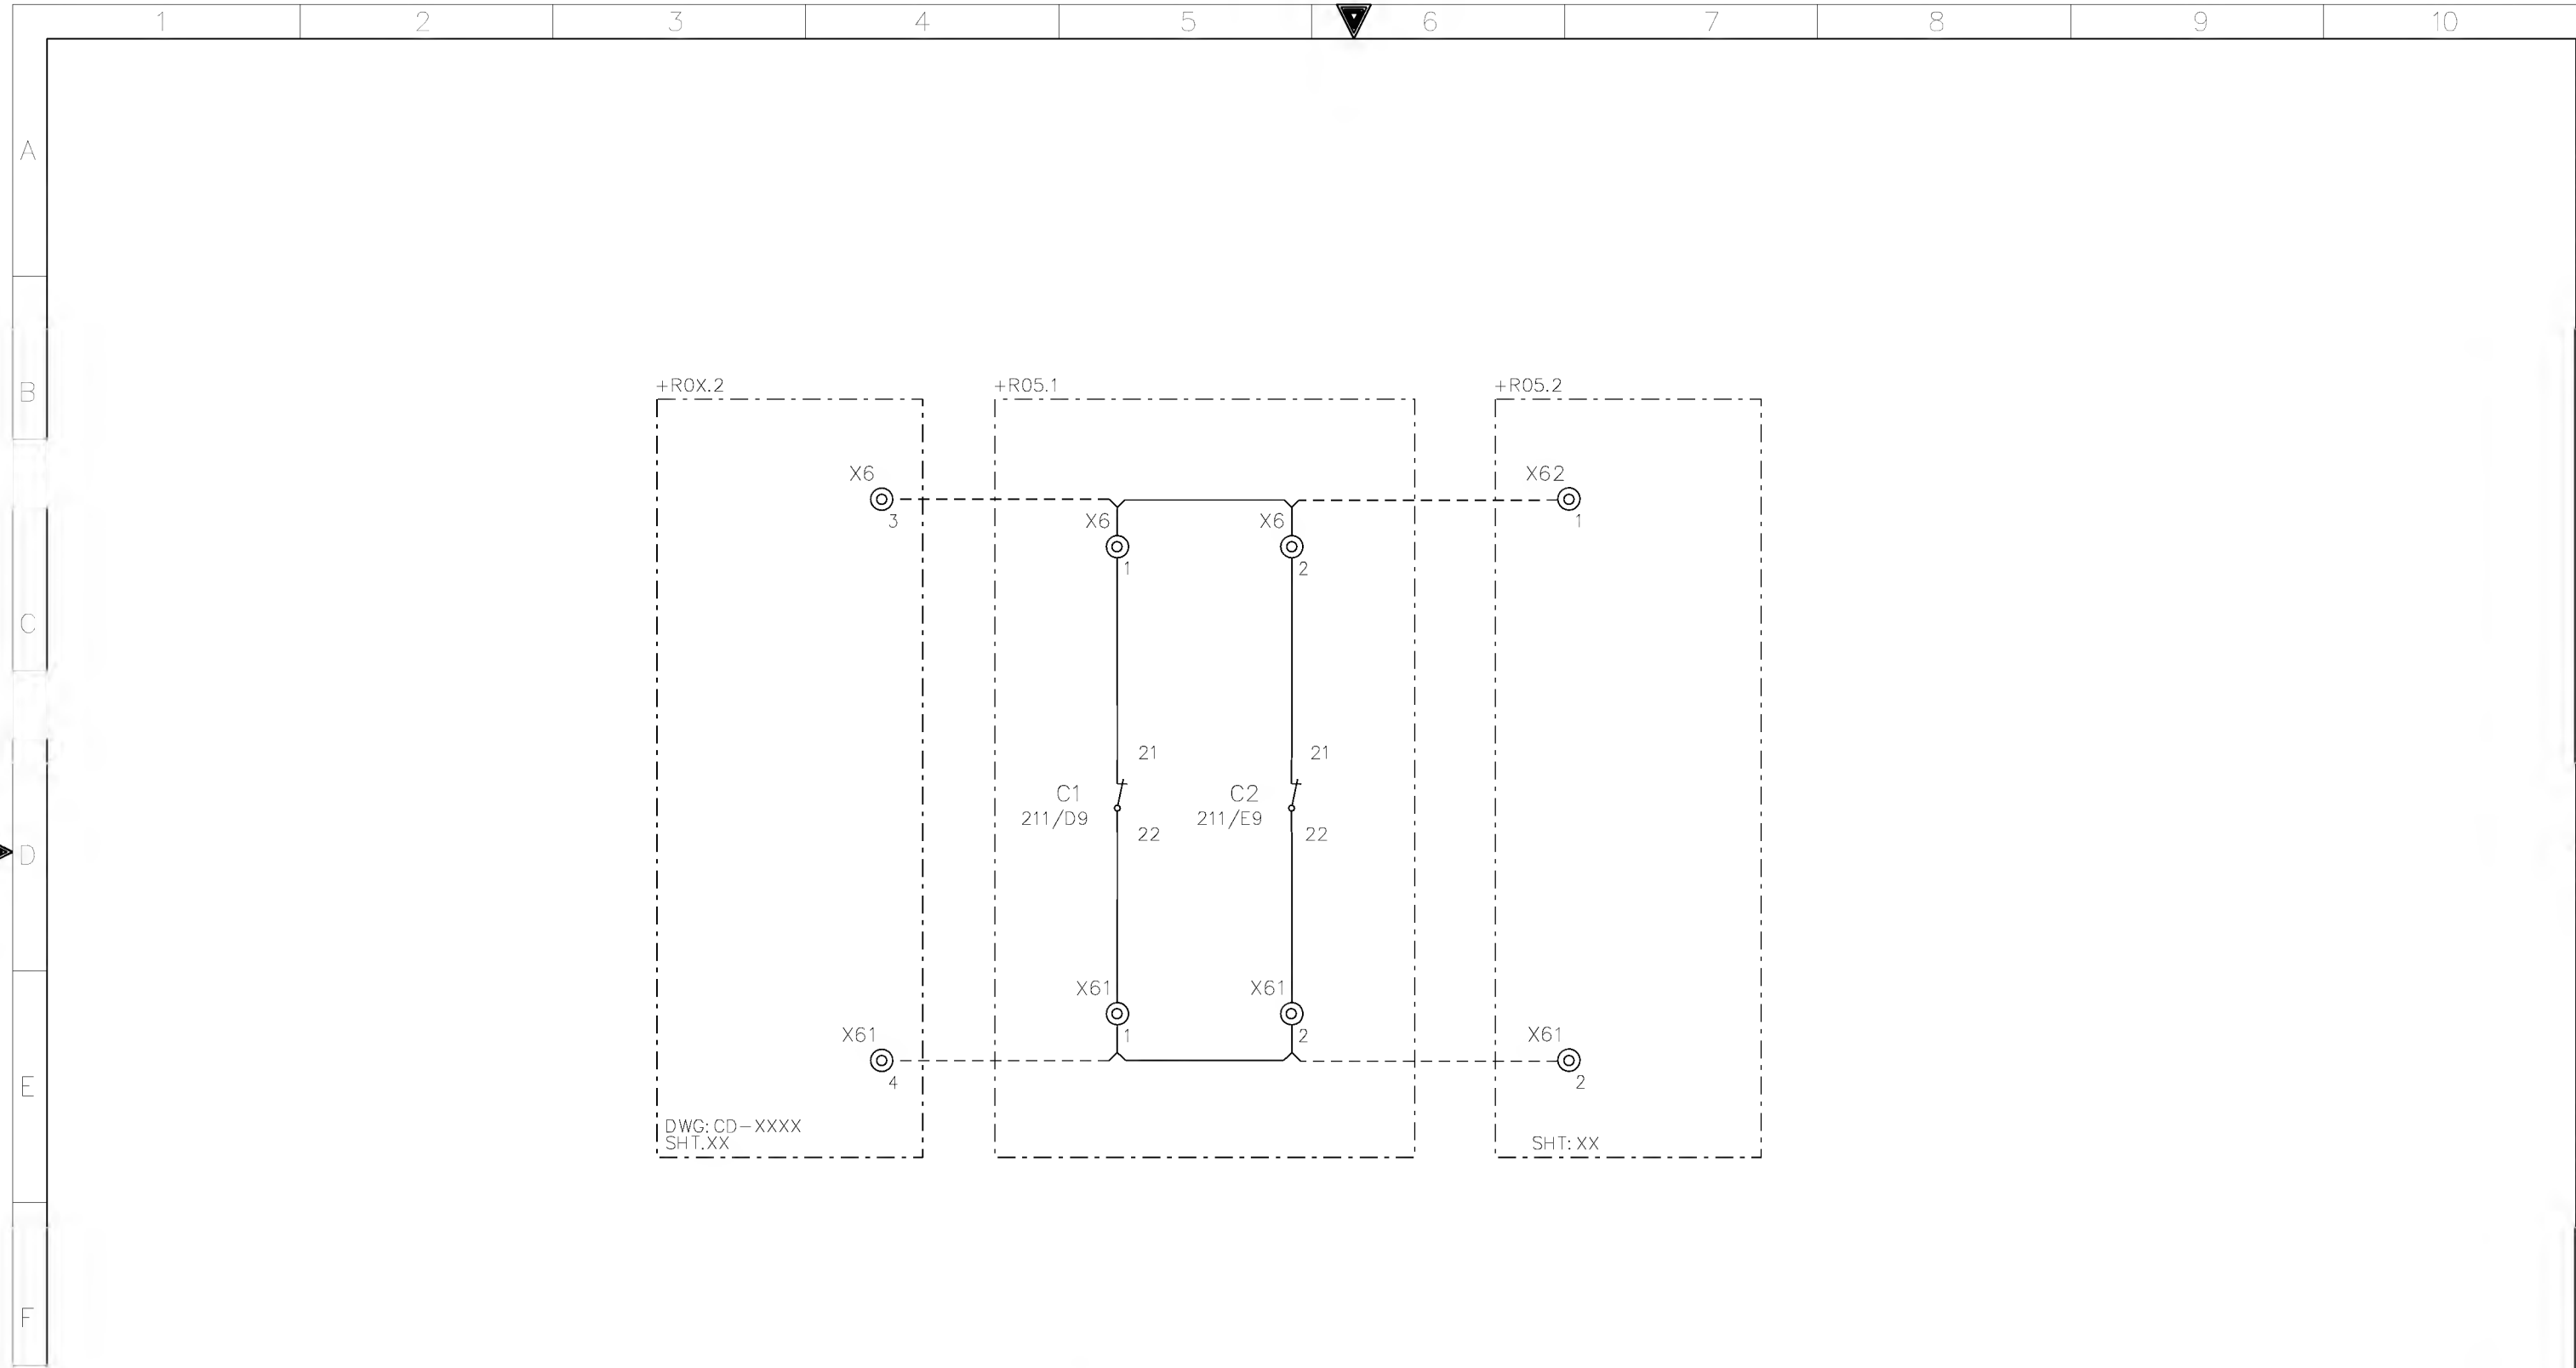 1 2 3 4 5 6 7 8 9 10
A
B
+R0X.2 +R05.1 +R05.2
X6 X62
3 X6 X6 1
1 2
C
21 21
C1 C2
211/D9 211/E9
22 22
D
X61 X61
1 2
X61 X61
4 2
E
DWG: CD-XXXX
SHT.XX SHT: XX
F